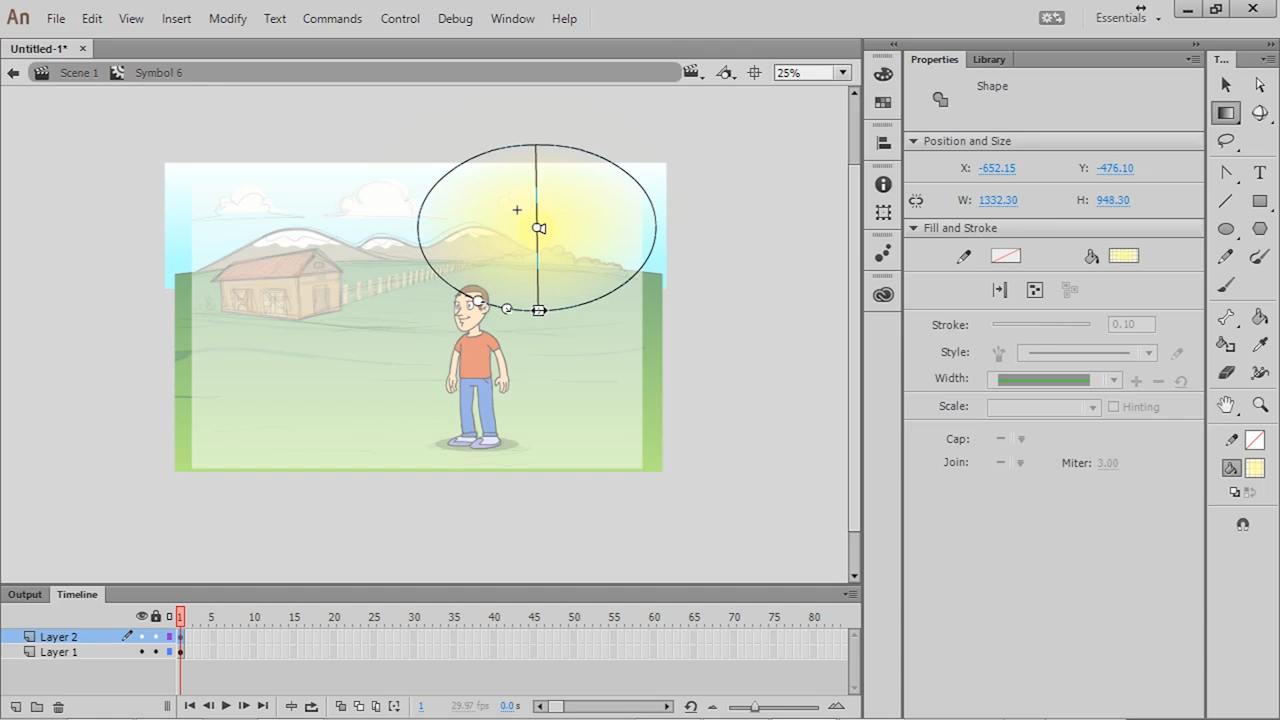 An File Edit View Insert Modify Text Commands Control Debug Window Help Essentials
Untitled-1* ×
Scene 1 Symbol 6 25%
Properties Library T...
Shape
Position and Size
X: -652.15 Y: -476.10
W: 1332.30 H: 948.30
Fill and Stroke
Stroke: 0.10
Style:
Width:
Scale: Hinting
Cap:
Join: Miter: 3.00
Output Timeline
1 5 10 15 20 25 30 35 40 45 50 55 60 65 70 75 80
Layer 2
Layer 1
1 29.97 fps 0.0 s